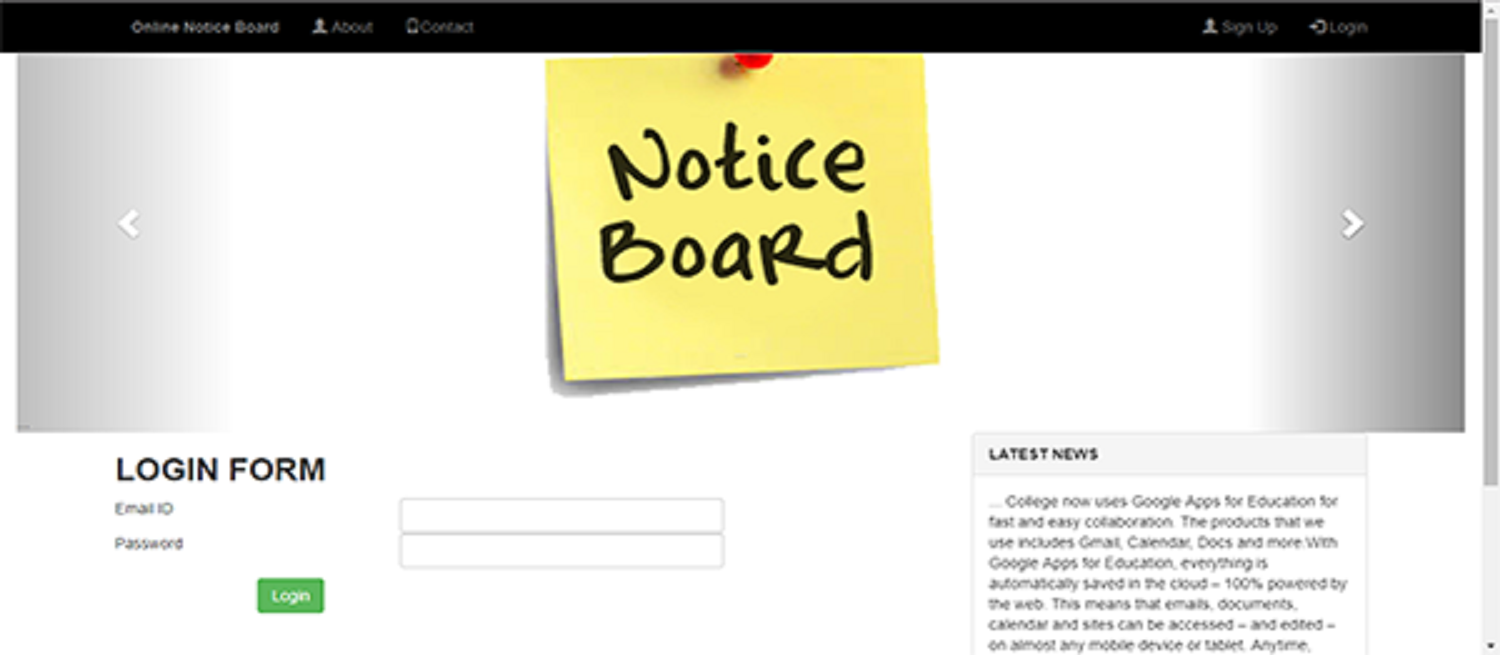 Online Notice Board About Contact Sign Up Login
Notice
Board
LOGIN FORM
Email ID
Password
Login
LATEST NEWS
... College now uses Google Apps for Education for
fast and easy collaboration. The products that we
use includes Gmail, Calendar, Docs and more.With
Google Apps for Education, everything is
automatically saved in the cloud – 100% powered by
the web. This means that emails, documents,
calendar and sites can be accessed – and edited –
on almost any mobile device or tablet. Anytime,